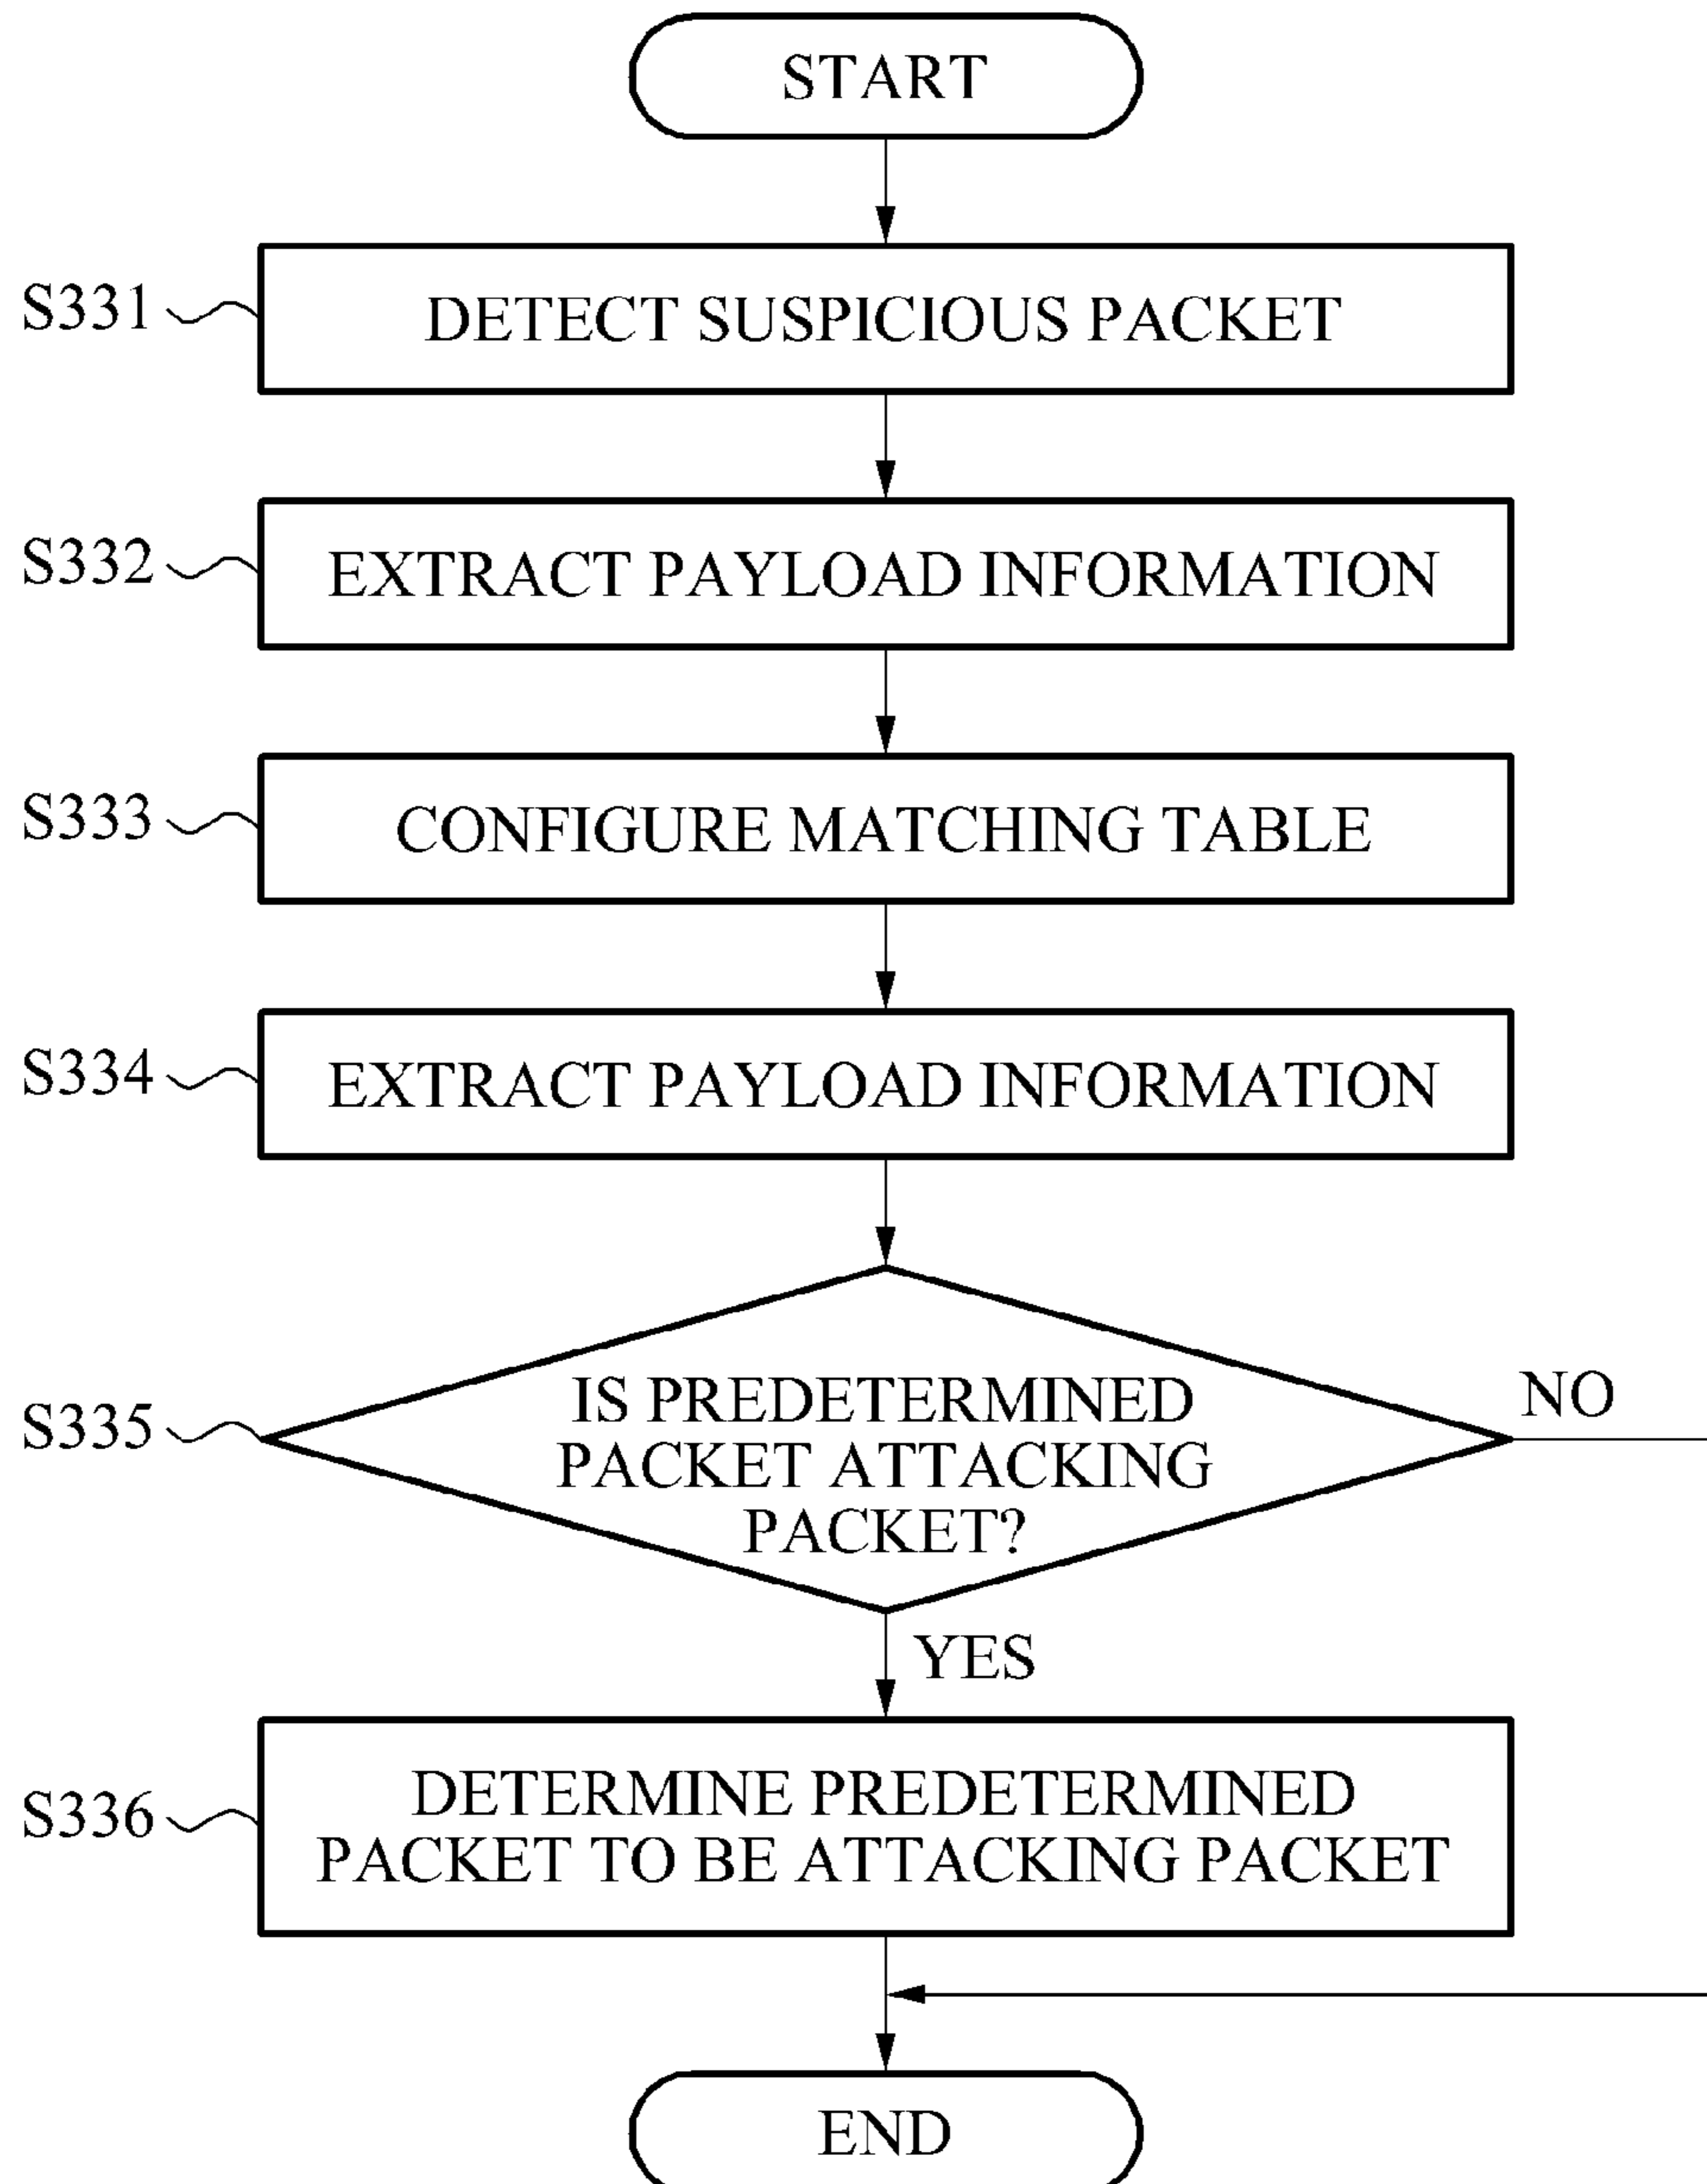 START
S331
DETECT SUSPICIOUS PACKET
S332
EXTRACT PAYLOAD INFORMATION
S333
CONFIGURE MATCHING TABLE
S334
EXTRACT PAYLOAD INFORMATION
S335
IS PREDETERMINED
PACKET ATTACKING
PACKET?
NO
YES
S336
DETERMINE PREDETERMINED
PACKET TO BE ATTACKING PACKET
END